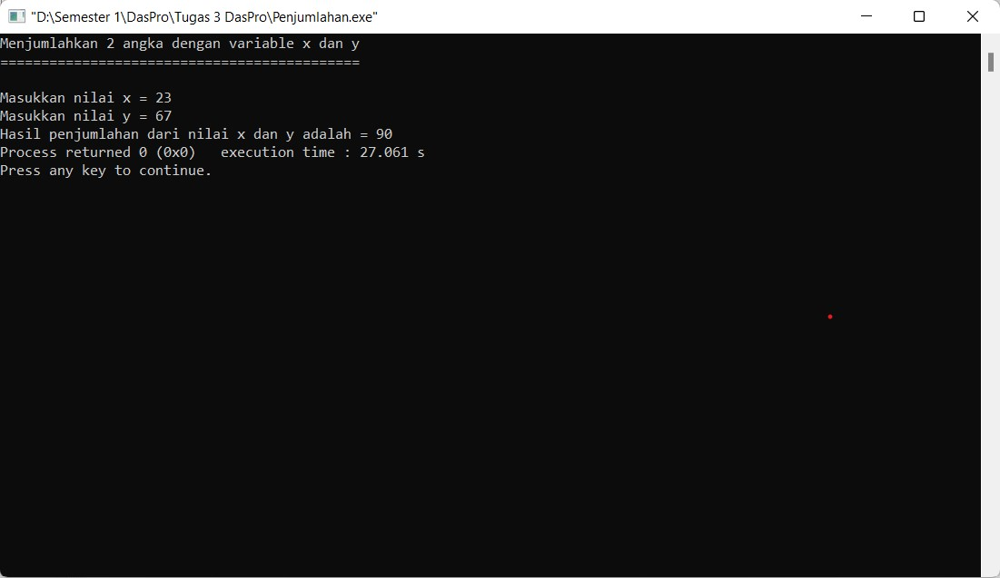 "D:\Semester 1\DasPro\Tugas 3 DasPro\Penjumlahan.exe"
Menjumlahkan 2 angka dengan variable x dan y
============================================
Masukkan nilai x = 23
Masukkan nilai y = 67
Hasil penjumlahan dari nilai x dan y adalah = 90
Process returned 0 (0x0)   execution time : 27.061 s
Press any key to continue.